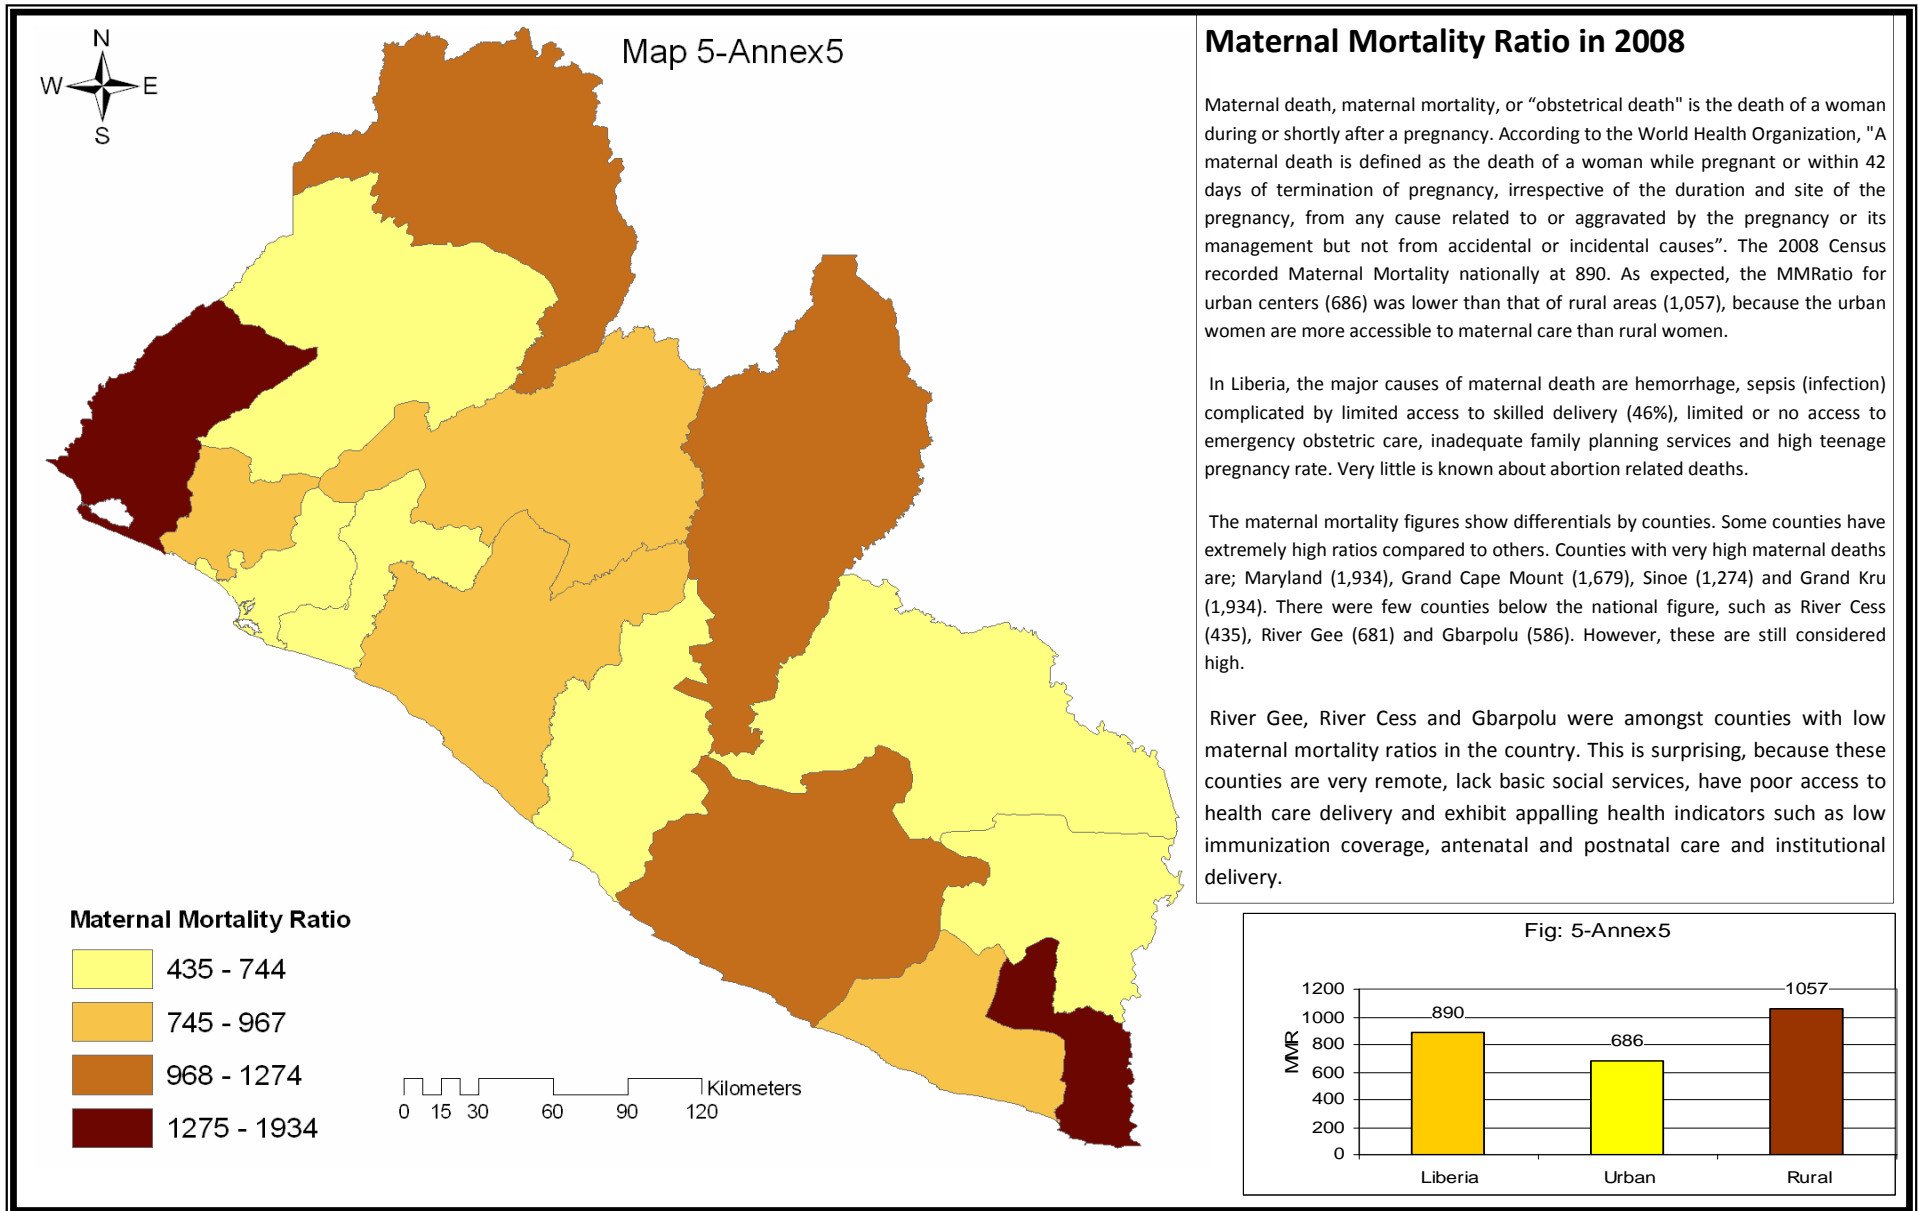 Map 5-Annex5
N
W
E
S
Maternal Mortality Ratio
435 - 744
745 - 967
968 - 1274
1275 - 1934
Kilometers
0 15 30 60 90 120
Maternal Mortality Ratio in 2008
Maternal death, maternal mortality, or “obstetrical death" is the death of a woman
during or shortly after a pregnancy. According to the World Health Organization, "A
maternal death is defined as the death of a woman while pregnant or within 42
days of termination of pregnancy, irrespective of the duration and site of the
pregnancy, from any cause related to or aggravated by the pregnancy or its
management but not from accidental or incidental causes”. The 2008 Census
recorded Maternal Mortality nationally at 890. As expected, the MMRatio for
urban centers (686) was lower than that of rural areas (1,057), because the urban
women are more accessible to maternal care than rural women.
In Liberia, the major causes of maternal death are hemorrhage, sepsis (infection)
complicated by limited access to skilled delivery (46%), limited or no access to
emergency obstetric care, inadequate family planning services and high teenage
pregnancy rate. Very little is known about abortion related deaths.
The maternal mortality figures show differentials by counties. Some counties have
extremely high ratios compared to others. Counties with very high maternal deaths
are; Maryland (1,934), Grand Cape Mount (1,679), Sinoe (1,274) and Grand Kru
(1,934). There were few counties below the national figure, such as River Cess
(435), River Gee (681) and Gbarpolu (586). However, these are still considered
high.
River Gee, River Cess and Gbarpolu were amongst counties with low
maternal mortality ratios in the country. This is surprising, because these
counties are very remote, lack basic social services, have poor access to
health care delivery and exhibit appalling health indicators such as low
immunization coverage, antenatal and postnatal care and institutional
delivery.
Fig: 5-Annex5
MMR
1200
1000
800
600
400
200
0
890
686
1057
Liberia
Urban
Rural